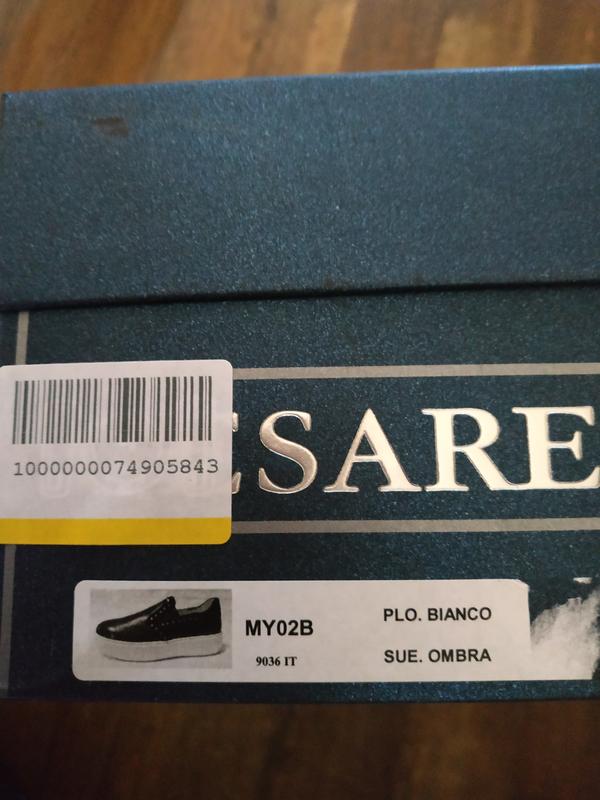 1000000074905843
ESARE
MY02B
9036 IT
PLO. BIANCO
SUE. OMBRA